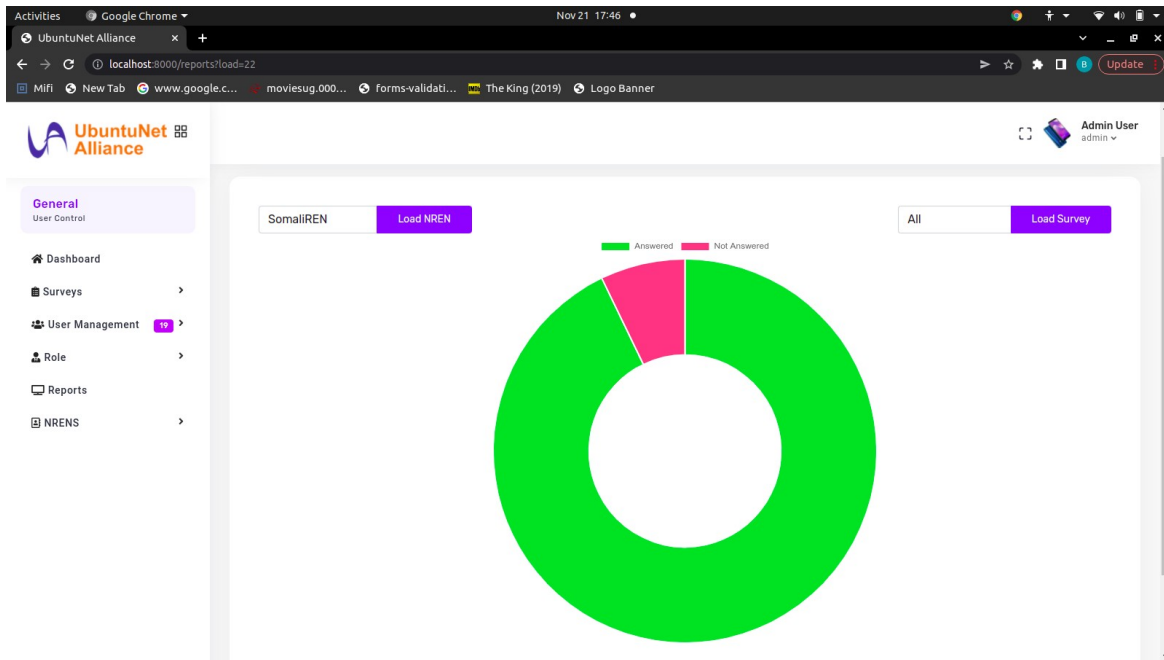 Activities Google Chrome Nov 21 17:46
UbuntuNet Alliance
localhost:8000/reports?load=22 B Update
Mifi New Tab www.google.c... moviesug.000... forms-validati... The King (2019) Logo Banner
UbuntuNet
Alliance
Admin User
admin
General
User Control
SomaliREN Load NREN All Load Survey
Answered Not Answered
Dashboard
Surveys
User Management 19
Role
Reports
NRENS